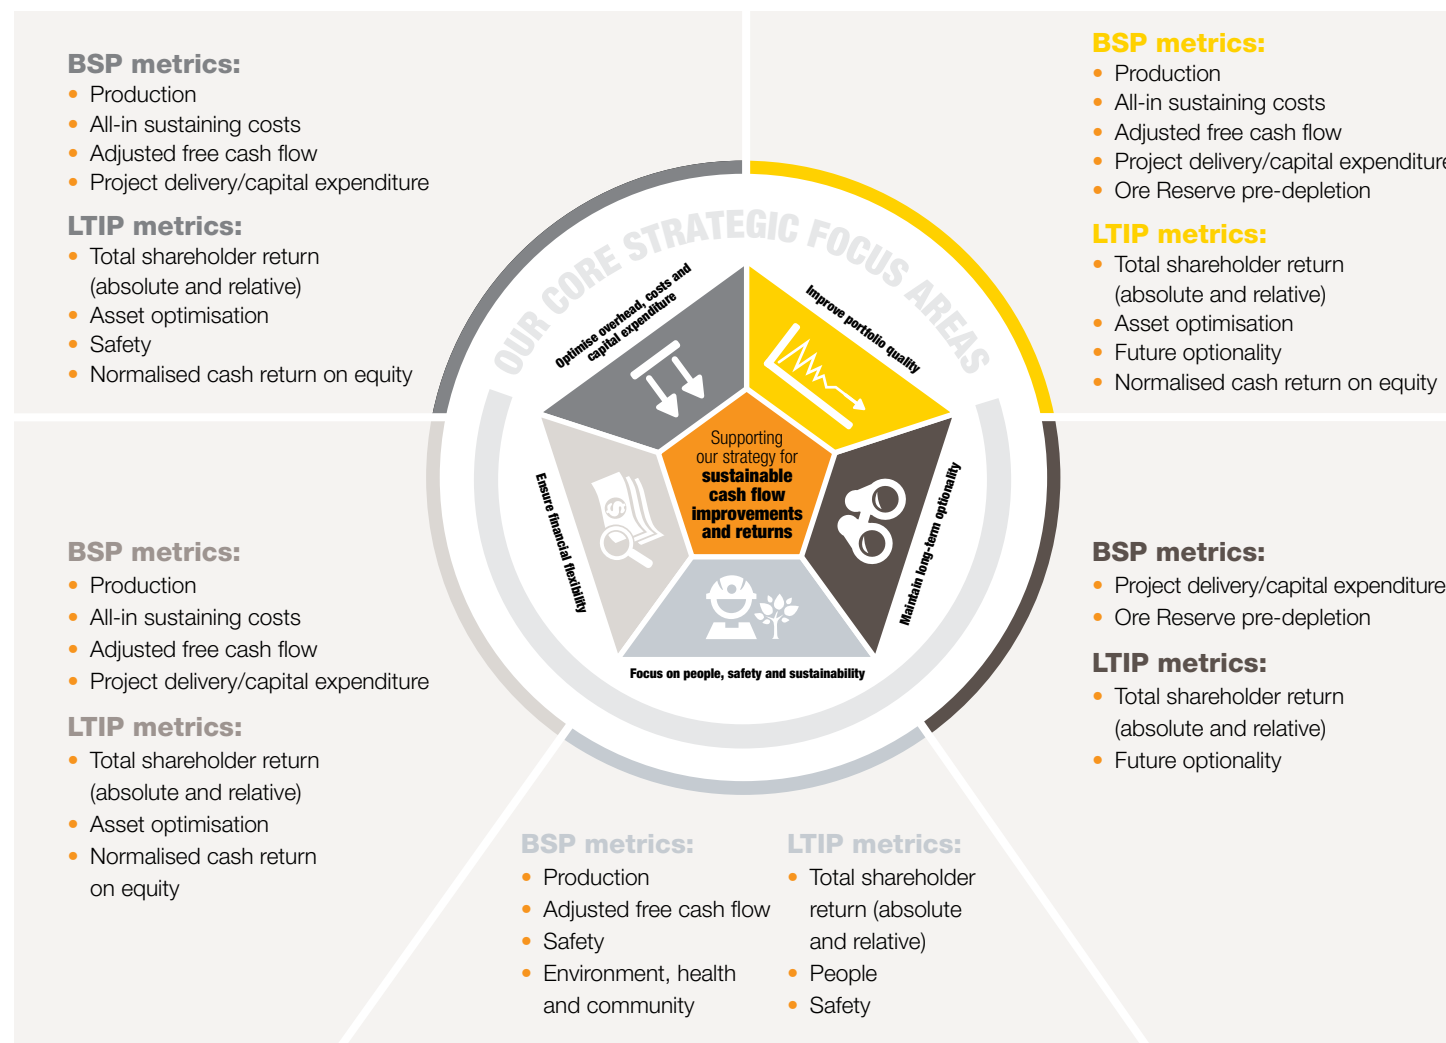 BSP metrics:
• Production
• All-in sustaining costs
• Adjusted free cash flow
• Project delivery/capital expenditure
LTIP metrics:
• Total shareholder return
(absolute and relative)
• Asset optimisation
• Safety
• Normalised cash return on equity
BSP metrics:
• Production
• All-in sustaining costs
• Adjusted free cash flow
• Project delivery/capital expenditure
• Ore Reserve pre-depletion
LTIP metrics:
• Total shareholder return
(absolute and relative)
• Asset optimisation
• Future optionality
• Normalised cash return on equity
OUR CORE STRATEGIC FOCUS AREAS
Optimise overhead, costs and
capital expenditure
Improve portfolio quality
Supporting
our strategy for
sustainable
cash flow
improvements
and returns
$
Ensure financial flexibility
Maintain long-term optionality
Focus on people, safety and sustainability
BSP metrics:
• Production
• All-in sustaining costs
• Adjusted free cash flow
• Project delivery/capital expenditure
LTIP metrics:
• Total shareholder return
(absolute and relative)
• Asset optimisation
• Normalised cash return
on equity
BSP metrics:
• Project delivery/capital expenditure
• Ore Reserve pre-depletion
LTIP metrics:
• Total shareholder return
(absolute and relative)
• Future optionality
BSP metrics:
• Production
• Adjusted free cash flow
• Safety
• Environment, health
and community
LTIP metrics:
• Total shareholder
return (absolute
and relative)
• People
• Safety